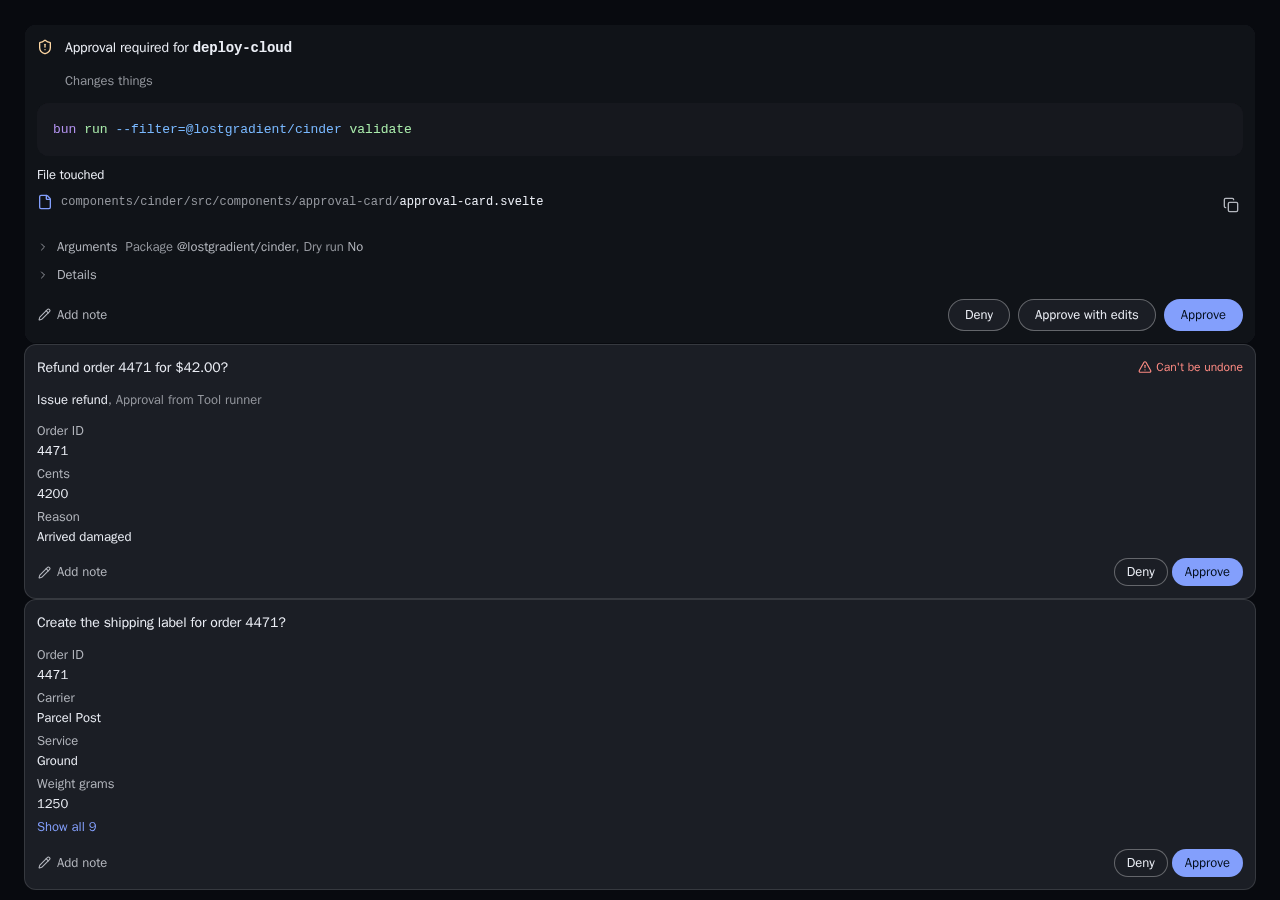 Approval required for deploy-cloud
Changes things
bun run --filter=@lostgradient/cinder validate
File touched
components/cinder/src/components/approval-card/approval-card.svelte
Arguments Package @lostgradient/cinder, Dry run No
Details
Add note Deny Approve with edits Approve
Refund order 4471 for $42.00? Can't be undone
Issue refund, Approval from Tool runner
Order ID
4471
Cents
4200
Reason
Arrived damaged
Add note Deny Approve
Create the shipping label for order 4471?
Order ID
4471
Carrier
Parcel Post
Service
Ground
Weight grams
1250
Show all 9
Add note Deny Approve